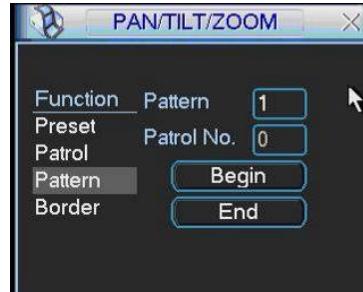 PAN/TILT/ZOOM
Function
Preset
Patrol
Pattern
Border
Pattern 1
Patrol No. 0
Begin
End